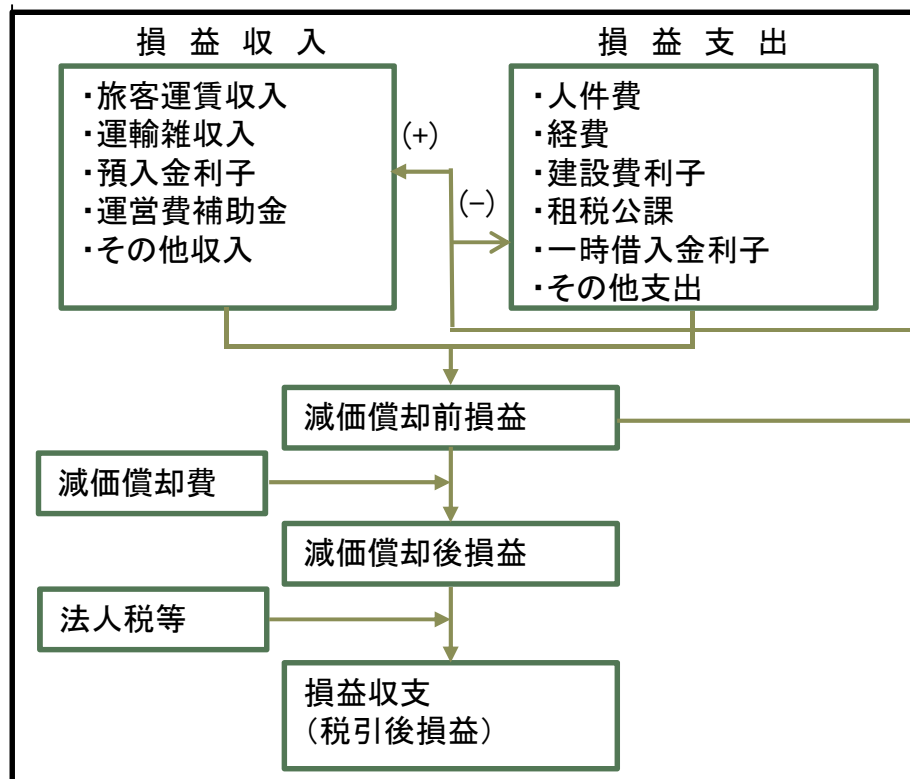 損益収入
・旅客運賃収入
・運輸雑収入
・預入金利子
・運営費補助金
・その他収入
(+)
(−)
損益支出
・人件費
・経費
・建設費利子
・租税公課
・一時借入金利子
・その他支出
減価償却前損益
減価償却費
減価償却後損益
法人税等
損益収支
(税引後損益)